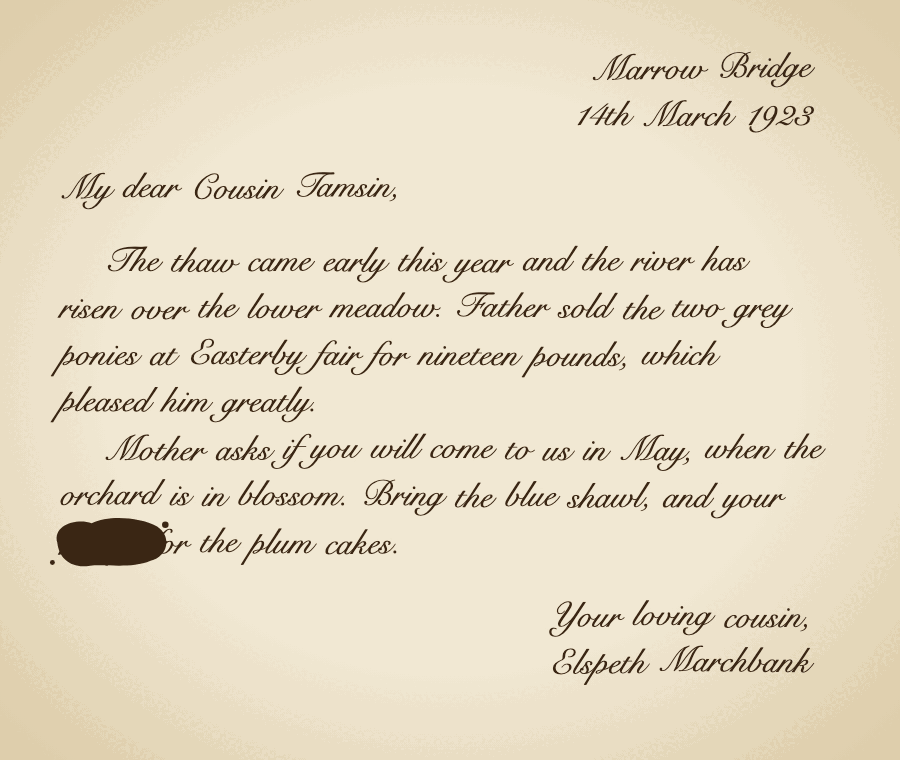 Marrow Bridge
14th March 1923
My dear Cousin Tamsin,
The thaw came early this year and the river has
risen over the lower meadow. Father sold the two grey
ponies at Easterby fair for nineteen pounds, which
pleased him greatly.
Mother asks if you will come to us in May, when the
orchard is in blossom. Bring the blue shawl, and your
for the plum cakes.
Your loving cousin,
Elspeth Marchbank